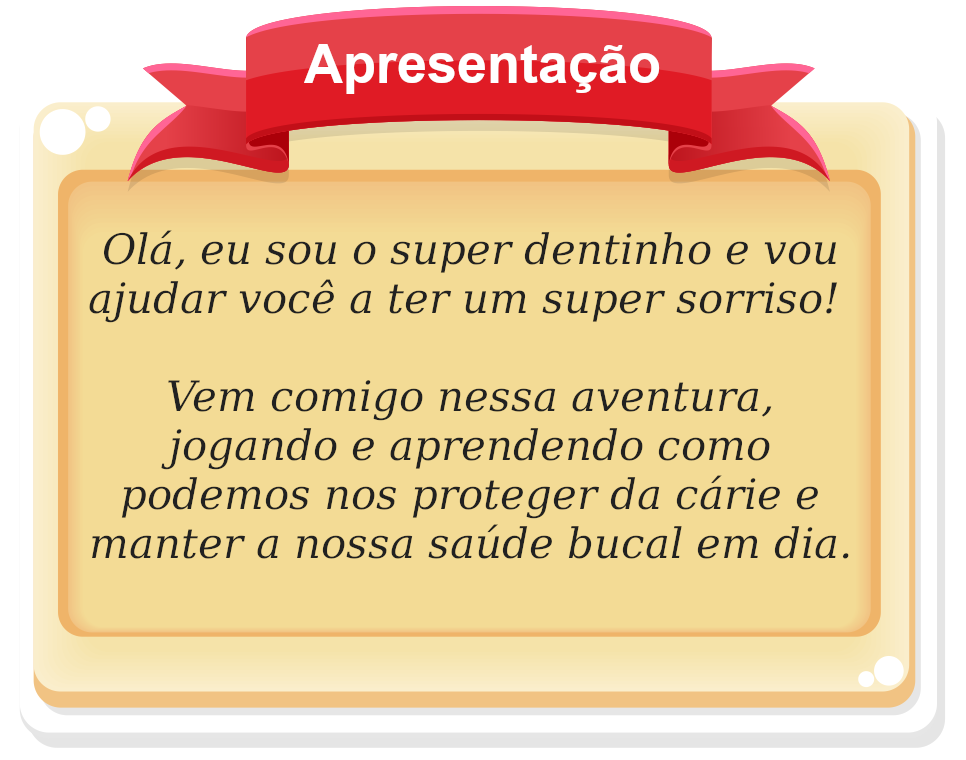 Apresentação
Olá, eu sou o super dentinho e vou
ajudar você a ter um super sorriso!
Vem comigo nessa aventura,
jogando e aprendendo como
podemos nos proteger da cárie e
manter a nossa saúde bucal em dia.